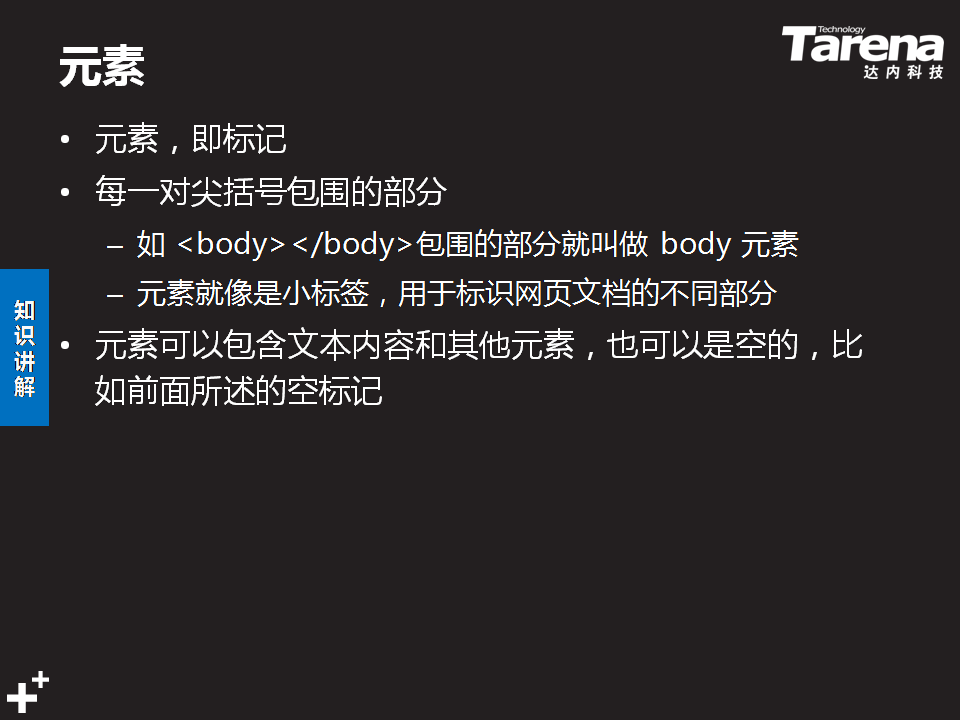 元素
Technology
Tarena
达内科技
• 元素，即标记
• 每一对尖括号包围的部分
– 如 <body></body>包围的部分就叫做 body 元素
– 元素就像是小标签，用于标识网页文档的不同部分
知识讲解
• 元素可以包含文本内容和其他元素，也可以是空的，比
如前面所述的空标记